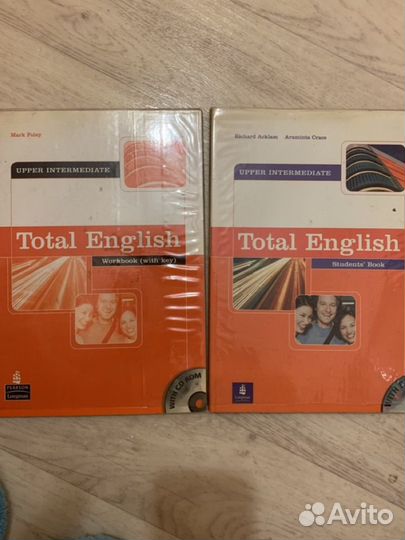 Mark Foley
UPPER INTERMEDIATE
Total English
Workbook (with key)
PEARSON
Longman
WITH CD ROM
Richard Acklam Araminta Crace
UPPER INTERMEDIATE
Total English
Students' Book
Longman
WITH
Avito